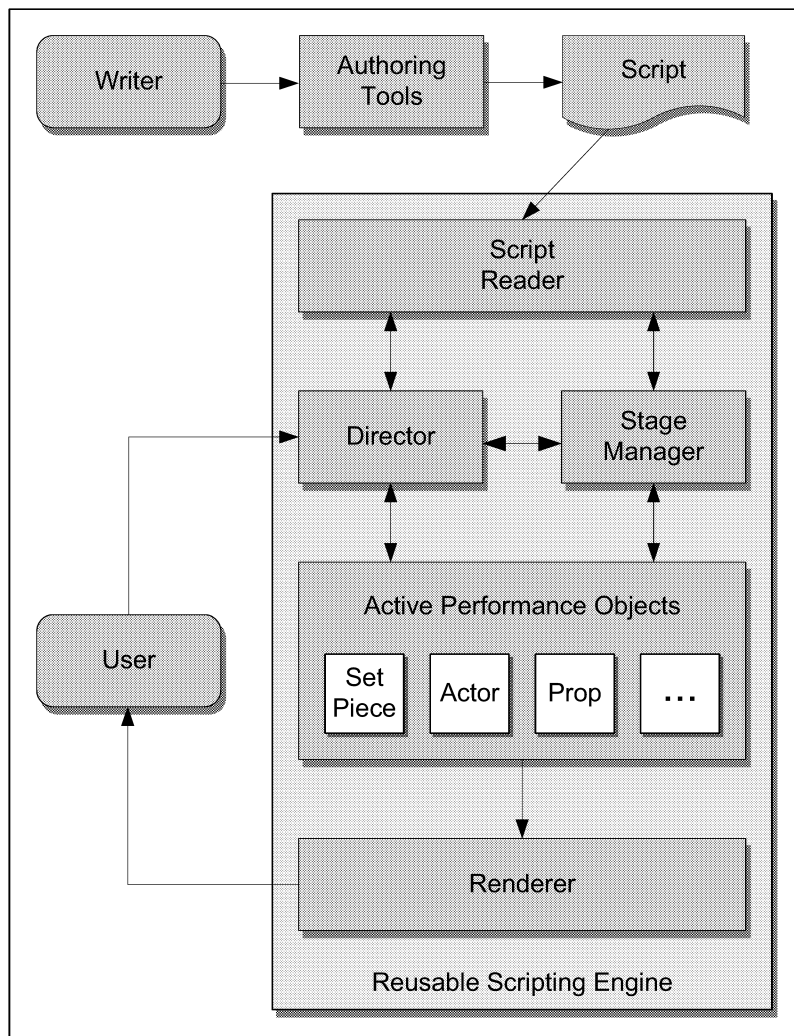 Writer
Authoring
Tools
Script
Script
Reader
Director
Stage
Manager
Active Performance Objects
User
Set
Piece
Actor
Prop
...
Renderer
Reusable Scripting Engine